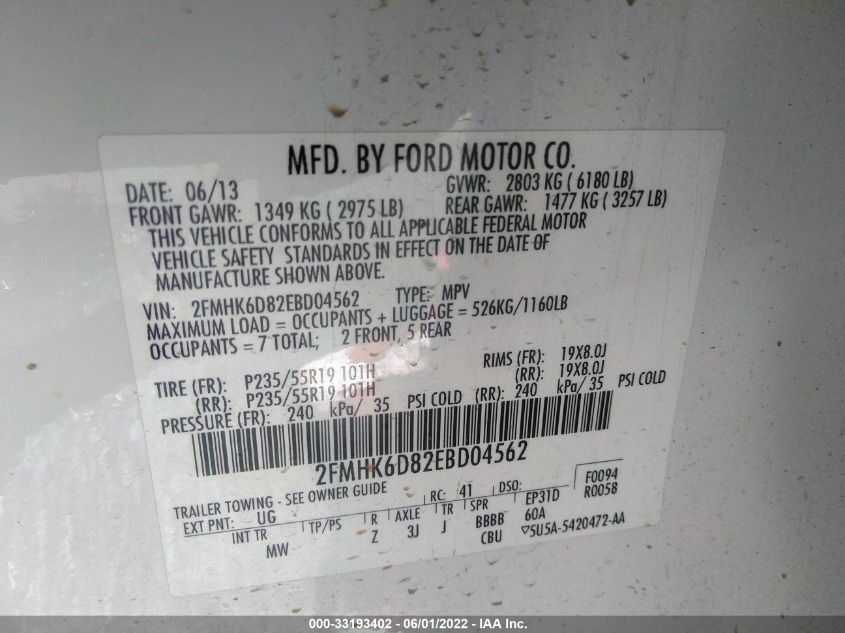 MFD. BY FORD MOTOR CO.
DATE: 06/13 GVWR: 2803 KG ( 6180 LB)
FRONT GAWR: 1349 KG ( 2975 LB) REAR GAWR: 1477 KG ( 3257 LB)
THIS VEHICLE CONFORMS TO ALL APPLICABLE FEDERAL MOTOR
VEHICLE SAFETY STANDARDS IN EFFECT ON THE DATE OF
MANUFACTURE SHOWN ABOVE.
VIN: 2FMHK6D82EBD04562 TYPE: MPV
MAXIMUM LOAD = OCCUPANTS + LUGGAGE = 526KG/1160LB
OCCUPANTS = 7 TOTAL; 2 FRONT, 5 REAR
TIRE (FR): P235/55R19 101H RIMS (FR): 19X8.0J
(RR): P235/55R19 101H (RR): 19X8.0J
PRESSURE (FR): 240 kPa/ 35 PSI COLD (RR): 240 kPa/ 35 PSI COLD
2FMHK6D82EBD04562
TRAILER TOWING - SEE OWNER GUIDE RC: 41 DSO: F0094
EXT PNT: UG EP31D R0058
INT TR TP/PS R AXLE TR SPR 60A
MW Z 3J J BBBB
CBU ▽5U5A-5420472-AA
000-33193402 - 06/01/2022 - IAA Inc.